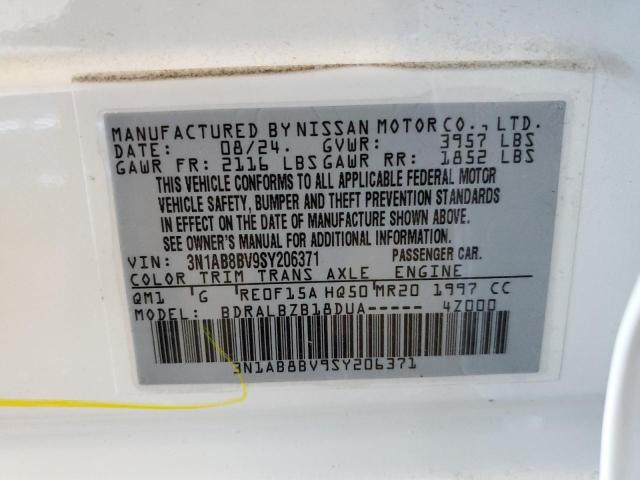 MANUFACTURED BY NISSAN MOTOR CO., LTD.
DATE: 08/24. GVWR: 3957 LBS
GAWR FR: 2116 LBS GAWR RR: 1852 LBS
THIS VEHICLE CONFORMS TO ALL APPLICABLE FEDERAL MOTOR
VEHICLE SAFETY, BUMPER AND THEFT PREVENTION STANDARDS
IN EFFECT ON THE DATE OF MANUFACTURE SHOWN ABOVE.
SEE OWNER'S MANUAL FOR ADDITIONAL INFORMATION.
VIN: 3N1AB8BV9SY206371 PASSENGER CAR.
COLOR TRIM TRANS AXLE ENGINE
QM1 G RE0F15A HQ50 MR20 1997 CC
MODEL: BDRALBZB18DUA----- 4Z000
3N1AB8BV9SY206371